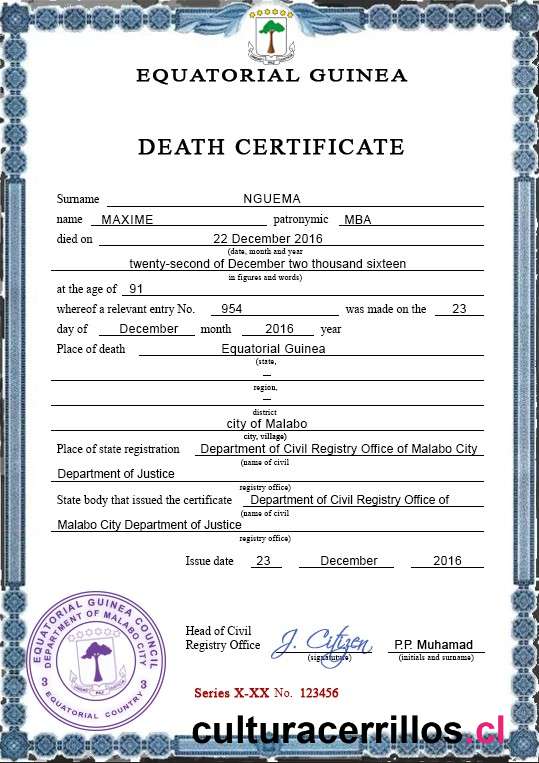 EQUATORIAL GUINEA
DEATH CERTIFICATE
Surname NGUEMA
name MAXIME patronymic MBA
died on 22 December 2016
(date, month and year
twenty-second of December two thousand sixteen
in figures and words)
at the age of 91
whereof a relevant entry No. 954 was made on the 23
day of December month 2016 year
Place of death Equatorial Guinea
(state,
—
region,
—
district
city of Malabo
city, village)
Place of state registration Department of Civil Registry Office of Malabo City
(name of civil
Department of Justice
registry office)
State body that issued the certificate Department of Civil Registry Office of
(name of civil
Malabo City Department of Justice
registry office)
Issue date 23 December 2016
EQUATORIAL GUINEA COUNCIL
DEPARTMENT OF MALABO CITY
3 3
EQUATORIAL COUNTRY
Head of Civil
Registry Office J. Citizen P.P. Muhamad
(signature) (initials and surname)
Series X-XX No. 123456
culturacerrillos.cl